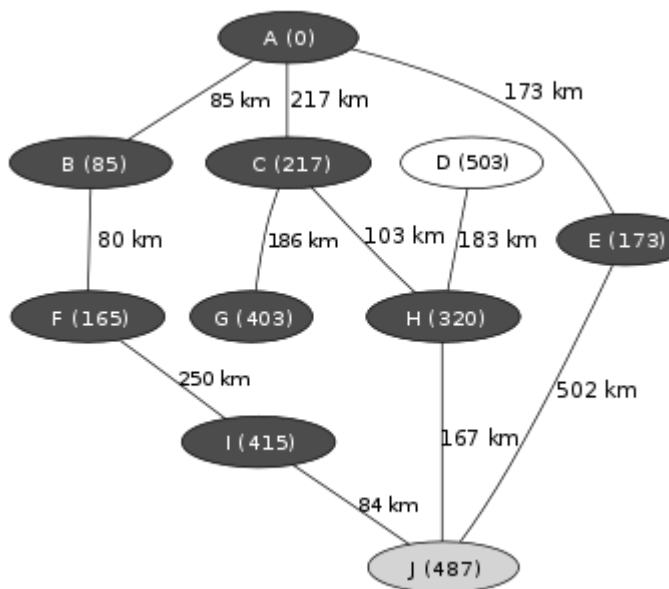 A (0)
85 km
217 km
173 km
B (85)
C (217)
D (503)
E (173)
80 km
186 km
103 km
183 km
F (165)
G (403)
H (320)
250 km
502 km
I (415)
167 km
84 km
J (487)